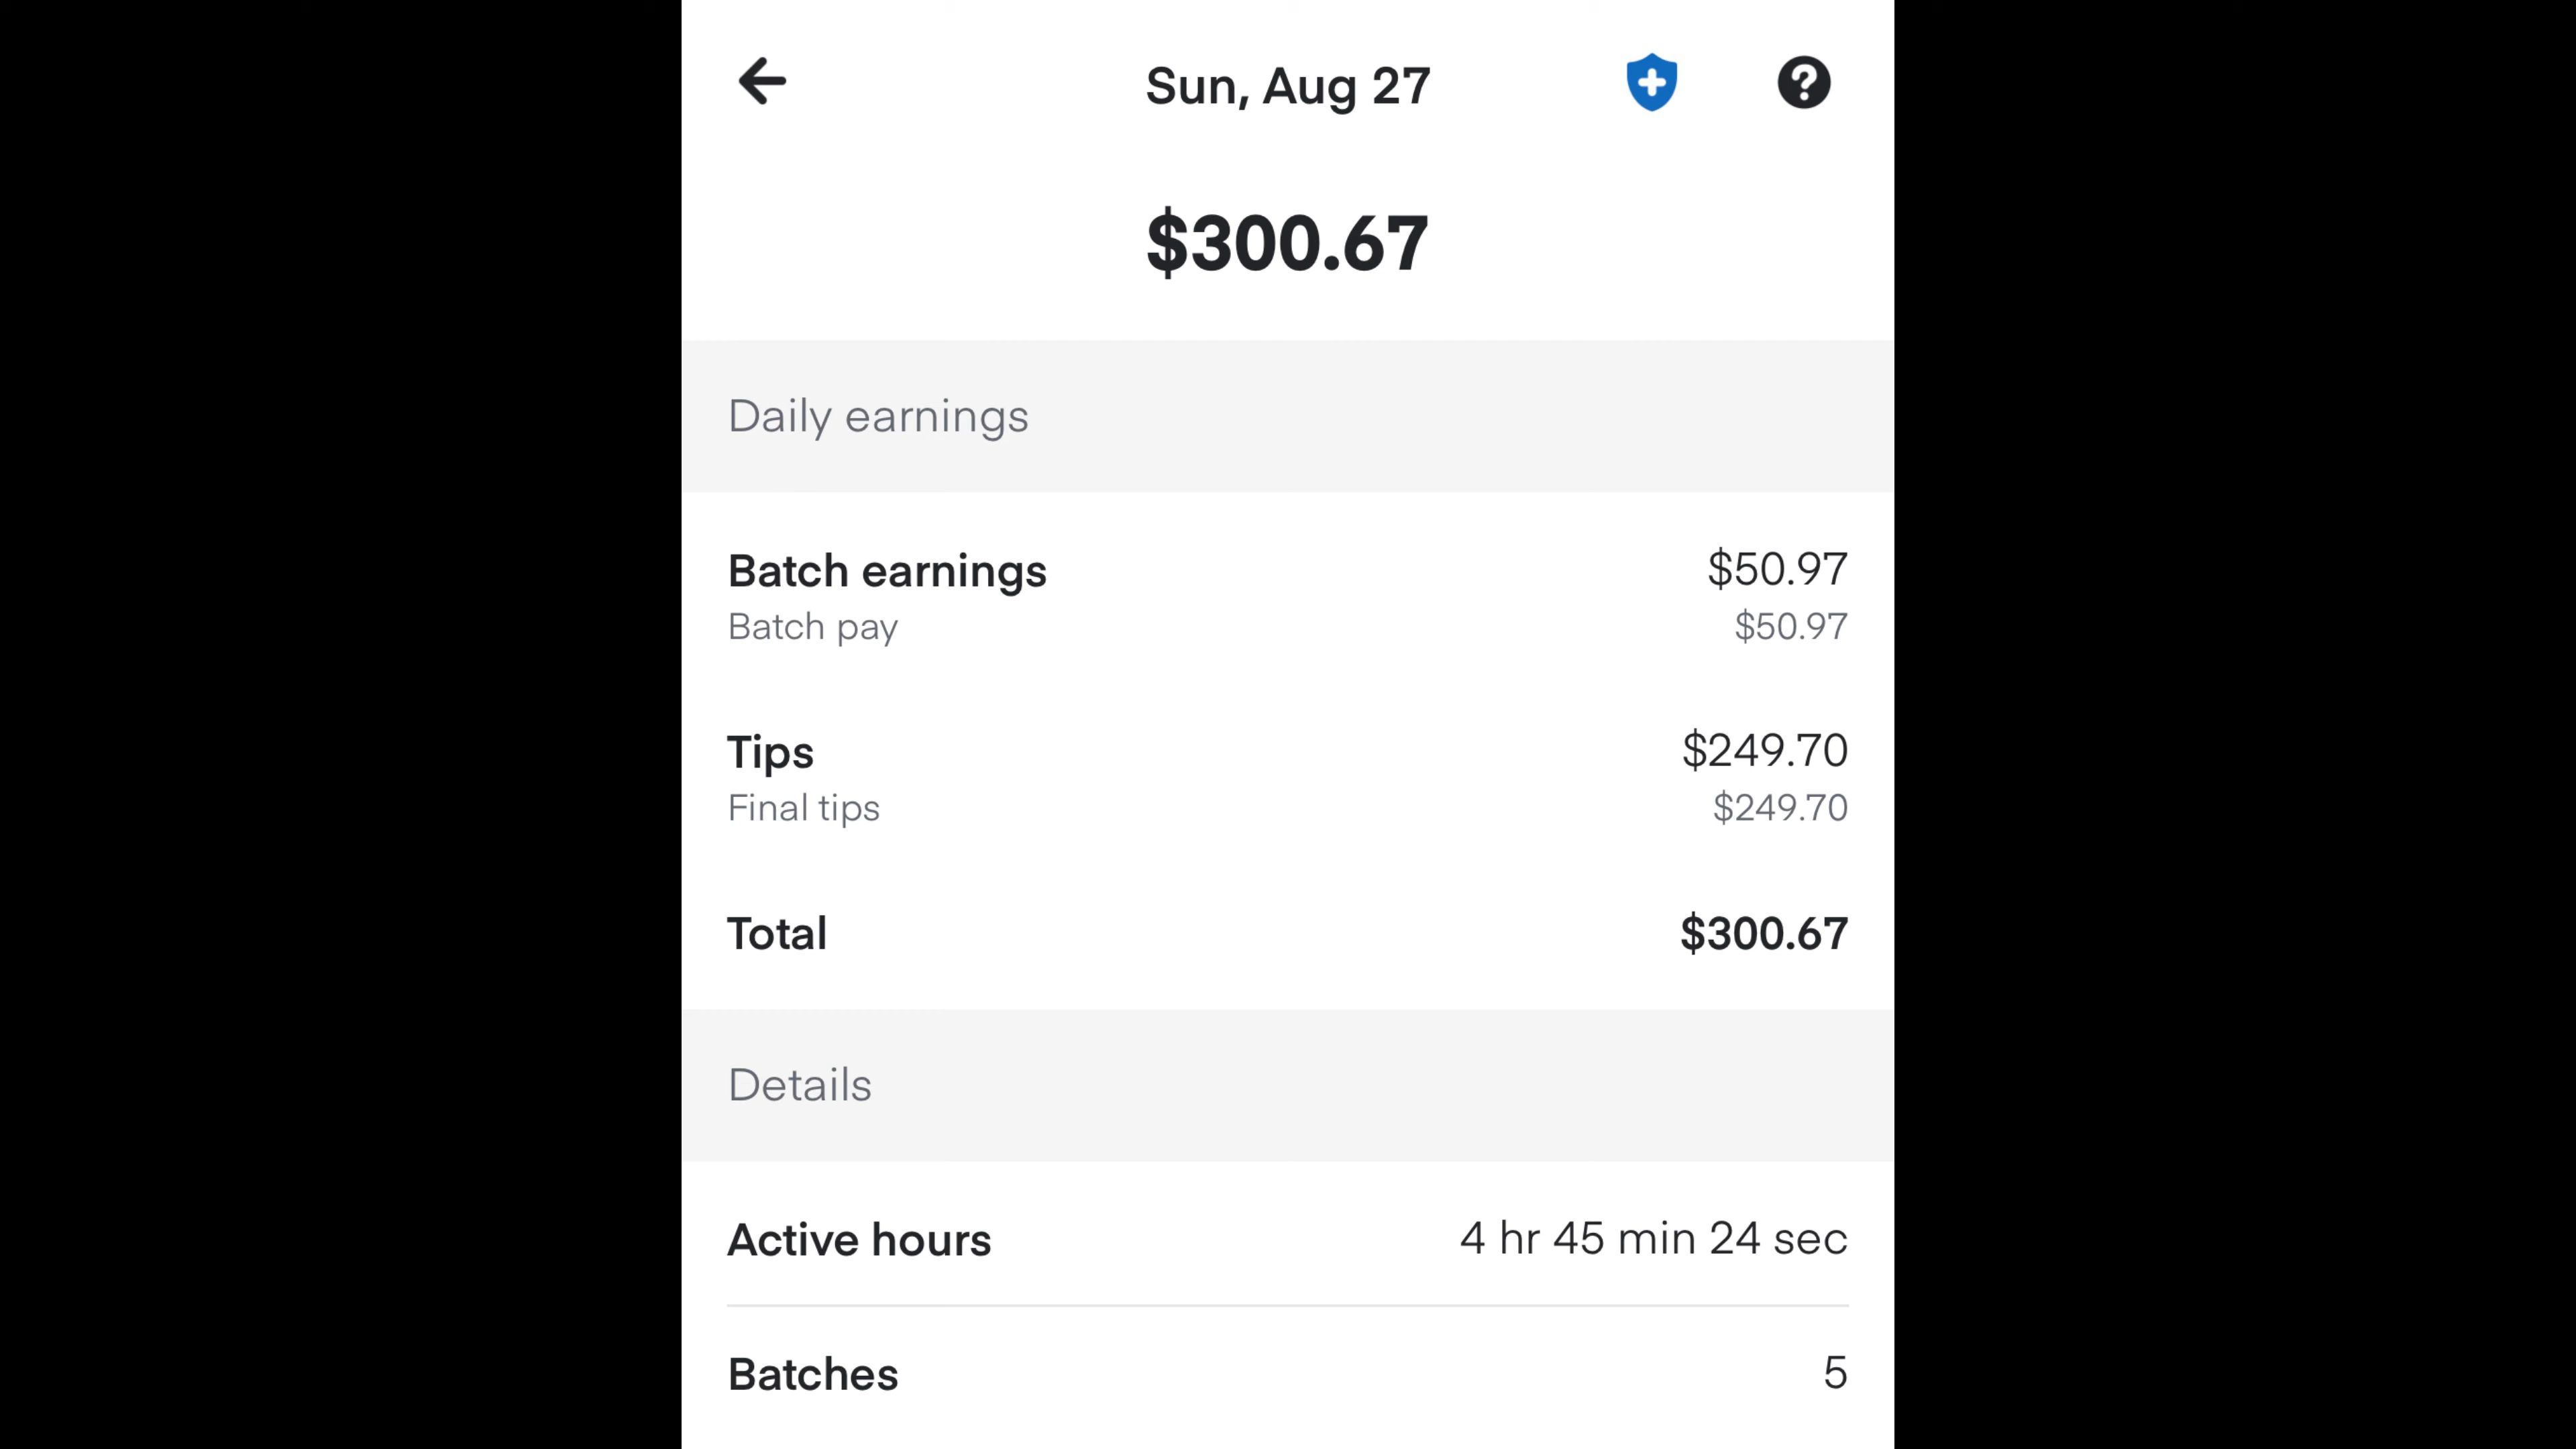 Sun, Aug 27
$300.67
Daily earnings
Batch earnings $50.97
Batch pay $50.97
Tips $249.70
Final tips $249.70
Total $300.67
Details
Active hours 4 hr 45 min 24 sec
Batches 5